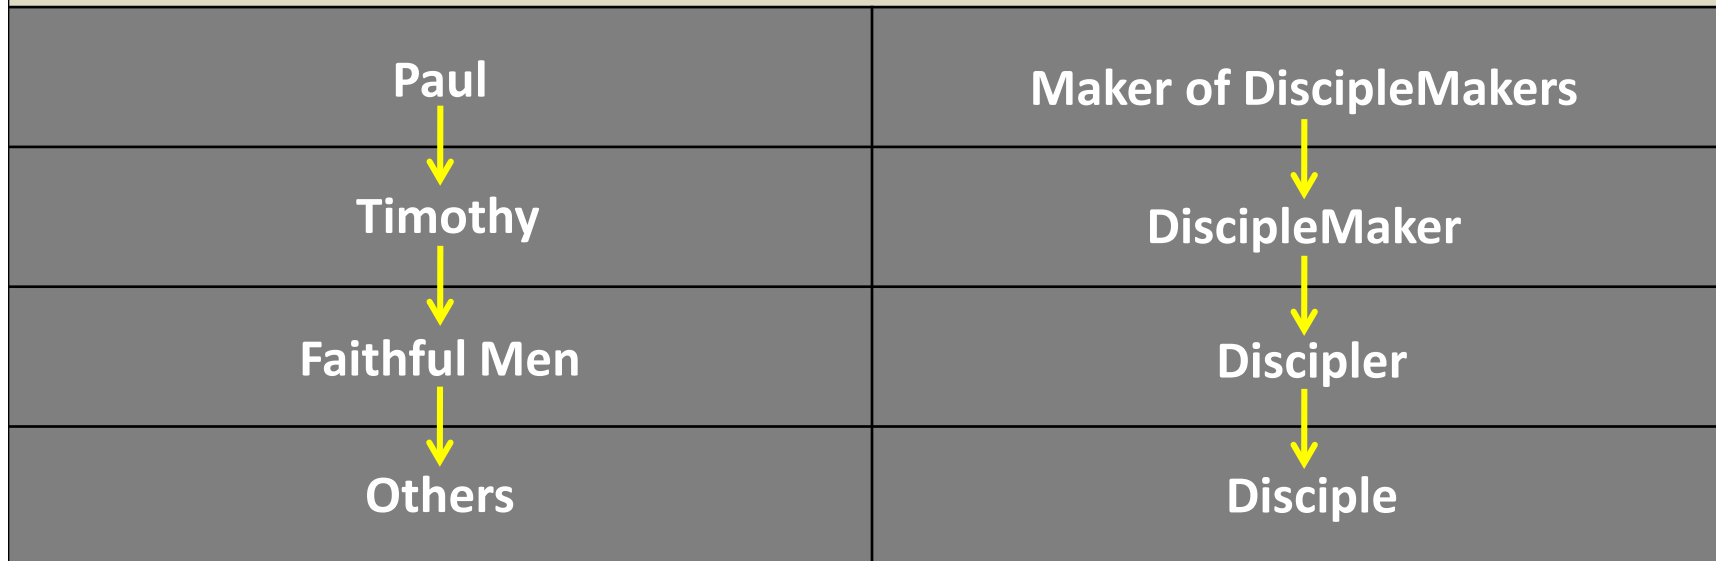 Paul
Maker of DiscipleMakers
Timothy
DiscipleMaker
Faithful Men
Discipler
Others
Disciple